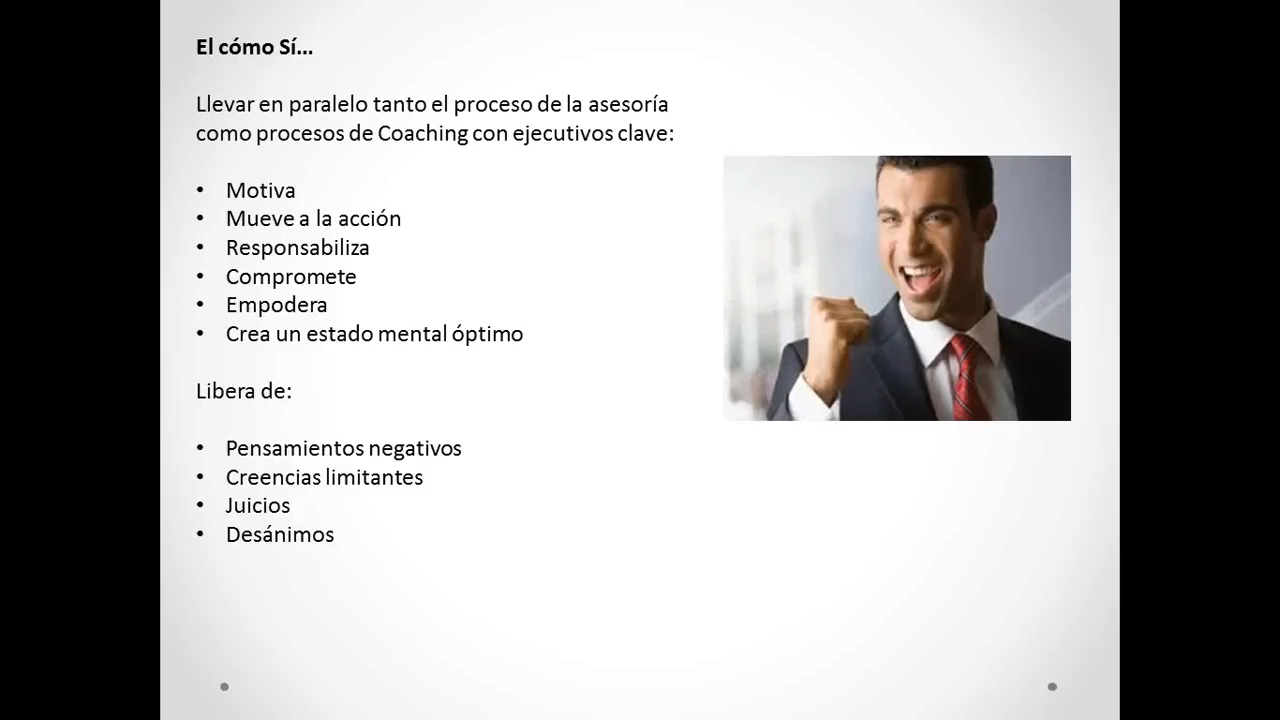 El cómo Sí...
Llevar en paralelo tanto el proceso de la asesoría
como procesos de Coaching con ejecutivos clave:
• Motiva
• Mueve a la acción
• Responsabiliza
• Compromete
• Empodera
• Crea un estado mental óptimo
Libera de:
• Pensamientos negativos
• Creencias limitantes
• Juicios
• Desánimos